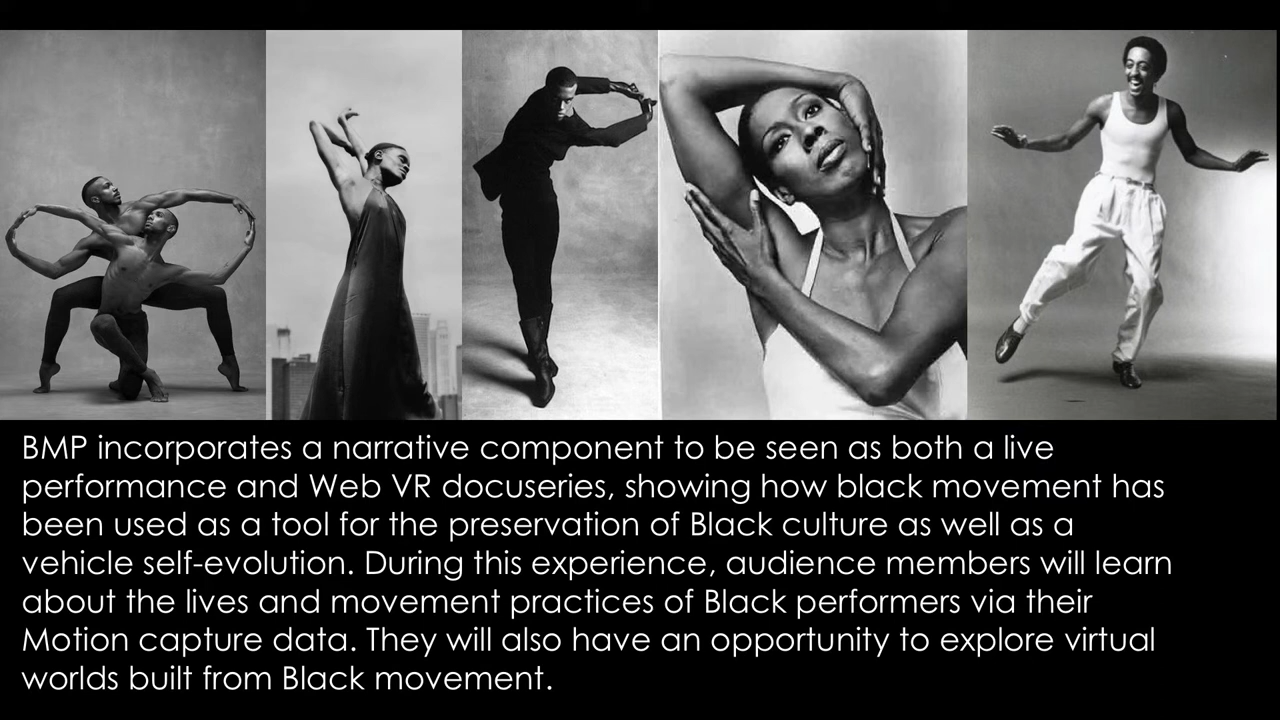 BMP incorporates a narrative component to be seen as both a live
performance and Web VR docuseries, showing how black movement has
been used as a tool for the preservation of Black culture as well as a
vehicle self-evolution. During this experience, audience members will learn
about the lives and movement practices of Black performers via their
Motion capture data. They will also have an opportunity to explore virtual
worlds built from Black movement.